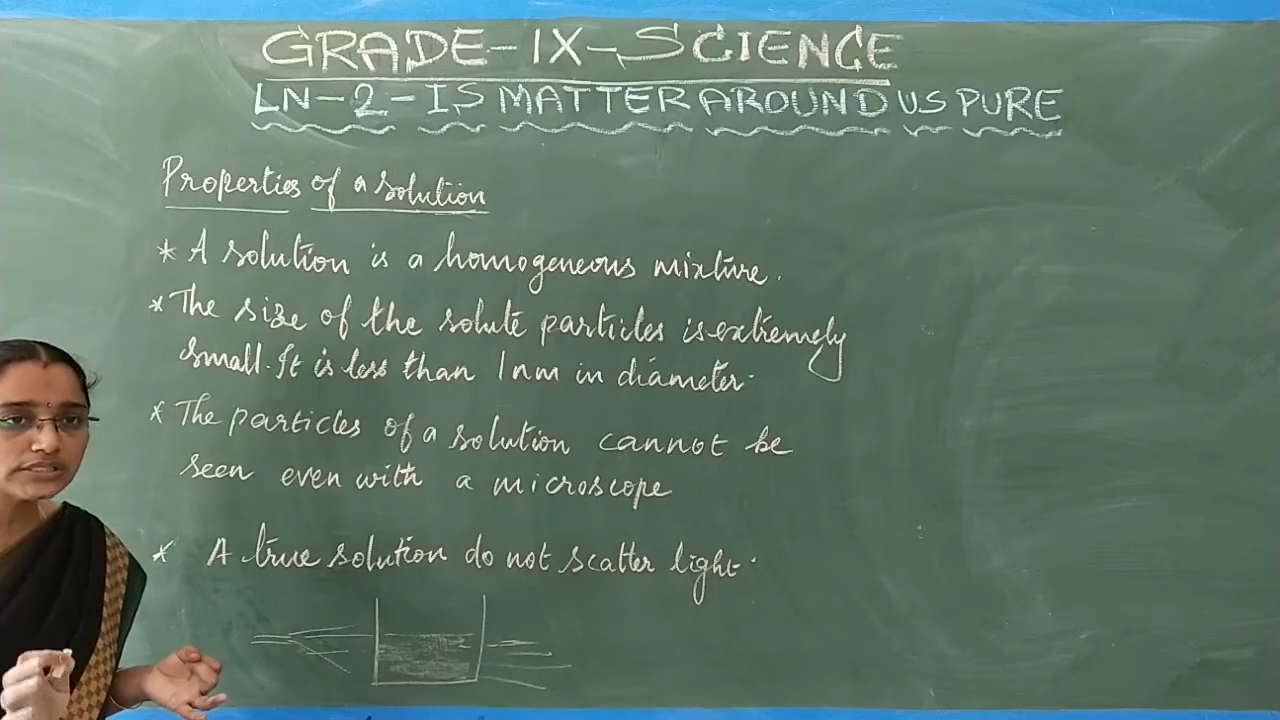 GRADE-IX-SCIENCE
LN-2-IS MATTER AROUND US PURE
Properties of a solution
* A solution is a homogeneous mixture.
* The size of the solute particles is extremely
small. It is less than 1nm in diameter.
* The particles of a solution cannot be
seen even with a microscope
* A true solution do not scatter light.